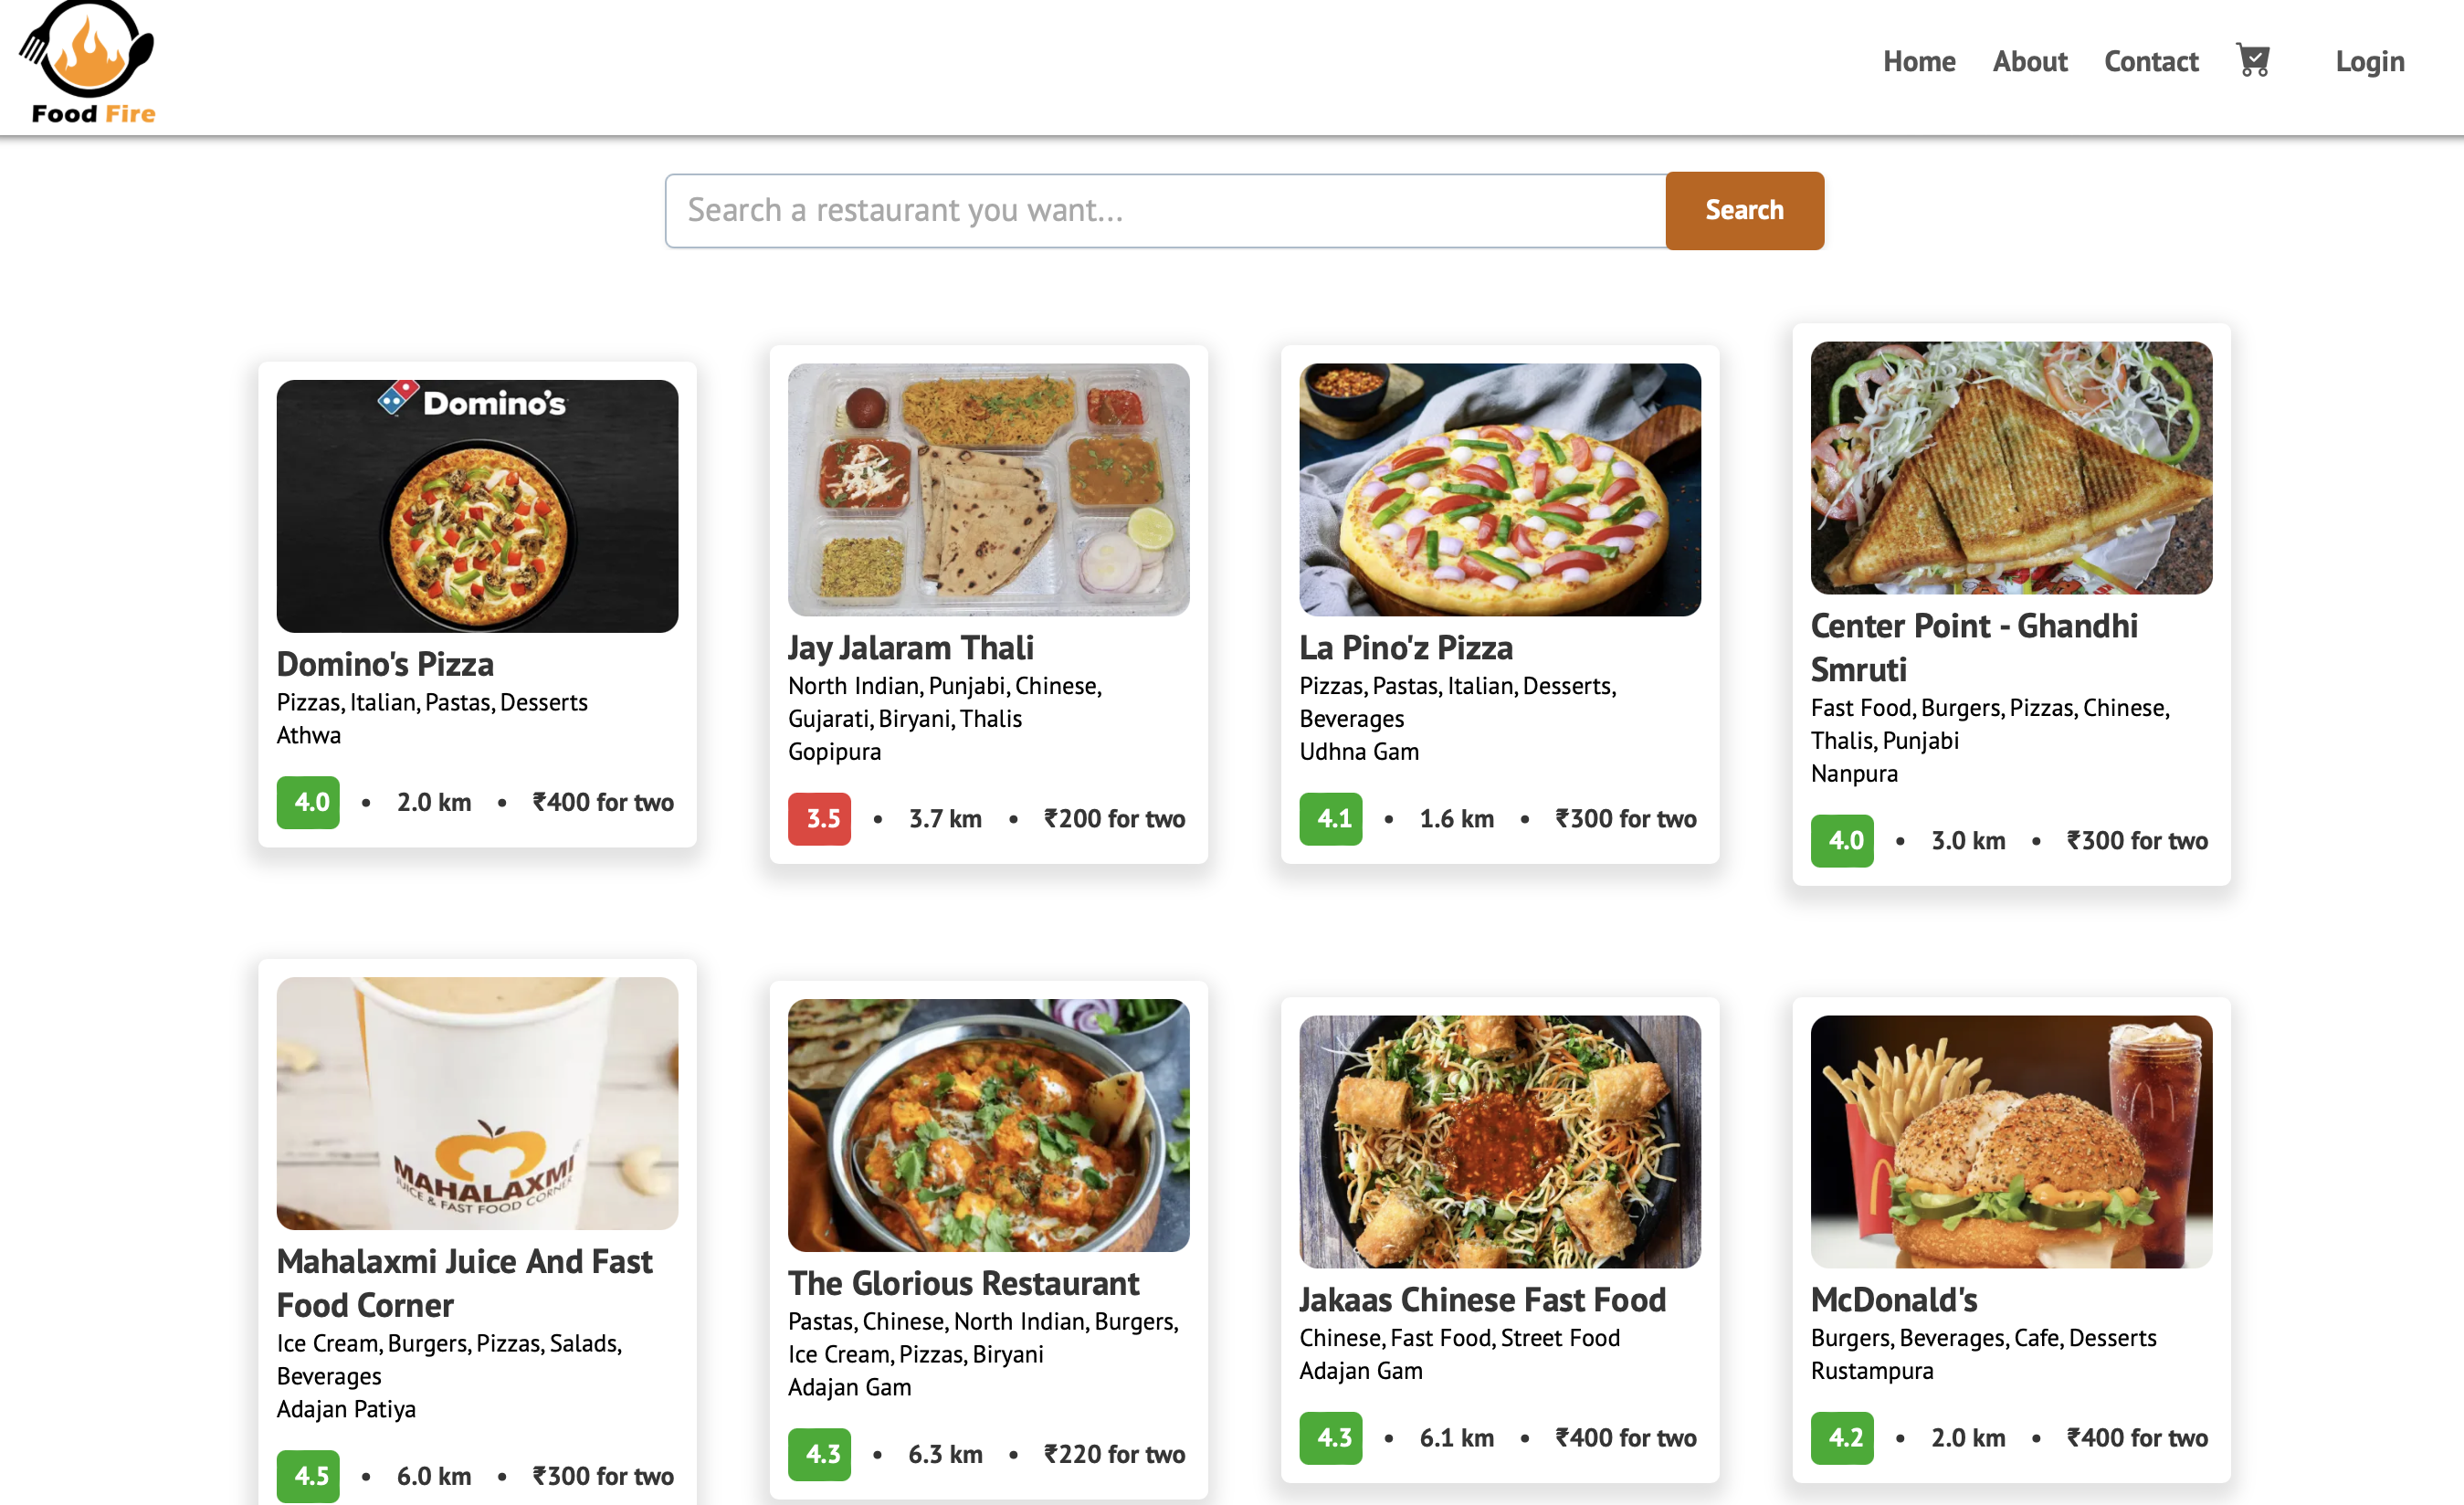 Food Fire
Home
About
Contact
Login
Search a restaurant you want...
Search
Domino's
Domino's Pizza
Pizzas, Italian, Pastas, Desserts
Athwa
4.0 • 2.0 km • ₹400 for two
Jay Jalaram Thali
North Indian, Punjabi, Chinese,
Gujarati, Biryani, Thalis
Gopipura
3.5 • 3.7 km • ₹200 for two
La Pino'z Pizza
Pizzas, Pastas, Italian, Desserts,
Beverages
Udhna Gam
4.1 • 1.6 km • ₹300 for two
Center Point - Ghandhi
Smruti
Fast Food, Burgers, Pizzas, Chinese,
Thalis, Punjabi
Nanpura
4.0 • 3.0 km • ₹300 for two
MAHALAXMI
JUICE & FAST FOOD CORNER
Mahalaxmi Juice And Fast
Food Corner
Ice Cream, Burgers, Pizzas, Salads,
Beverages
Adajan Patiya
4.5 • 6.0 km • ₹300 for two
The Glorious Restaurant
Pastas, Chinese, North Indian, Burgers,
Ice Cream, Pizzas, Biryani
Adajan Gam
4.3 • 6.3 km • ₹220 for two
Jakaas Chinese Fast Food
Chinese, Fast Food, Street Food
Adajan Gam
4.3 • 6.1 km • ₹400 for two
McDonald's
Burgers, Beverages, Cafe, Desserts
Rustampura
4.2 • 2.0 km • ₹400 for two